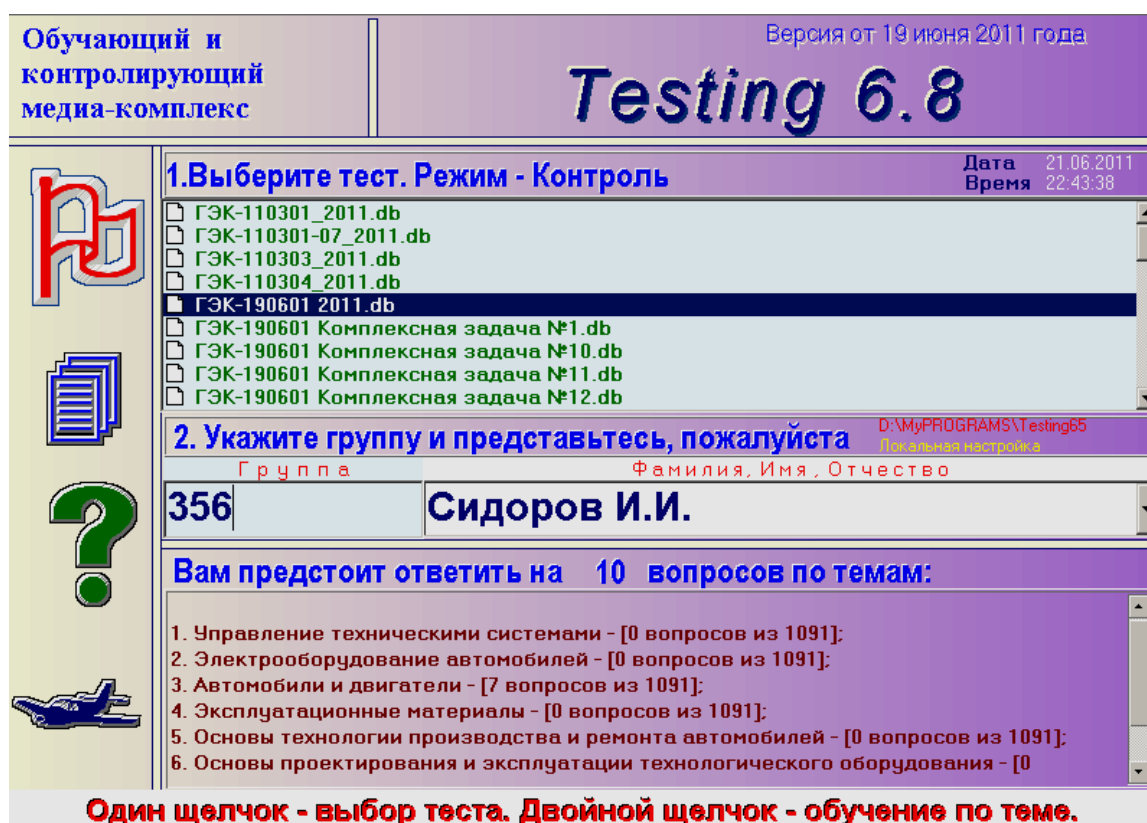 Обучающий и
контролирующий
медиа-комплекс
Версия от 19 июня 2011 года
Testing 6.8
1.Выберите тест. Режим - Контроль
Дата 21.06.2011
Время 22:43:38
ГЭК-110301_2011.db
ГЭК-110301-07_2011.db
ГЭК-110303_2011.db
ГЭК-110304_2011.db
ГЭК-190601 2011.db
ГЭК-190601 Комплексная задача №1.db
ГЭК-190601 Комплексная задача №10.db
ГЭК-190601 Комплексная задача №11.db
ГЭК-190601 Комплексная задача №12.db
2. Укажите группу и представьтесь, пожалуйста
D:\MyPROGRAMS\Testing65
Локальная настройка
Группа Фамилия, Имя, Отчество
356 Сидоров И.И.
Вам предстоит ответить на 10 вопросов по темам:
1. Управление техническими системами - [0 вопросов из 1091];
2. Электрооборудование автомобилей - [0 вопросов из 1091];
3. Автомобили и двигатели - [7 вопросов из 1091];
4. Эксплуатационные материалы - [0 вопросов из 1091];
5. Основы технологии производства и ремонта автомобилей - [0 вопросов из 1091];
6. Основы проектирования и эксплуатации технологического оборудования - [0
Один щелчок - выбор теста. Двойной щелчок - обучение по теме.